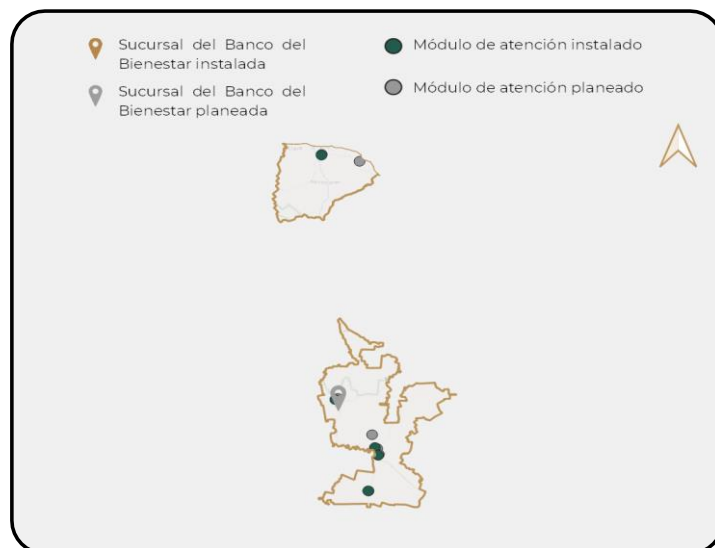 Sucursal del Banco del
Bienestar instalada
Módulo de atención instalado
Sucursal del Banco del
Bienestar planeada
Módulo de atención planeado